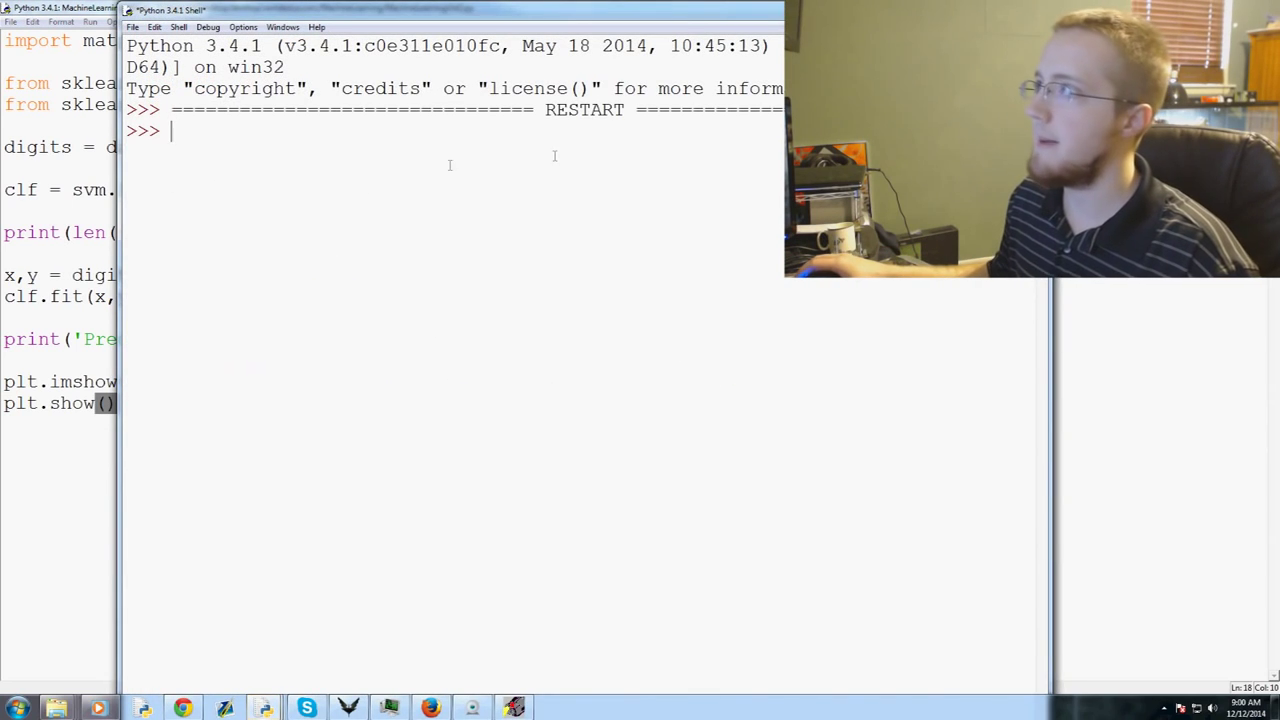 Python 3.4.1: MachineLearni
*Python 3.4.1 Shell*
File Edit Format Run
File Edit Shell Debug Options Windows Help
import mat
from sklea
from sklea
digits = d
clf = svm.
print(len(
x,y = digi
clf.fit(x,
print('Pre
plt.imshow
plt.show()
Python 3.4.1 (v3.4.1:c0e311e010fc, May 18 2014, 10:45:13)
D64)] on win32
Type "copyright", "credits" or "license()" for more inform
>>> ================================ RESTART =============
>>>
Ln: 18 Col: 10
9:00 AM
12/12/2014